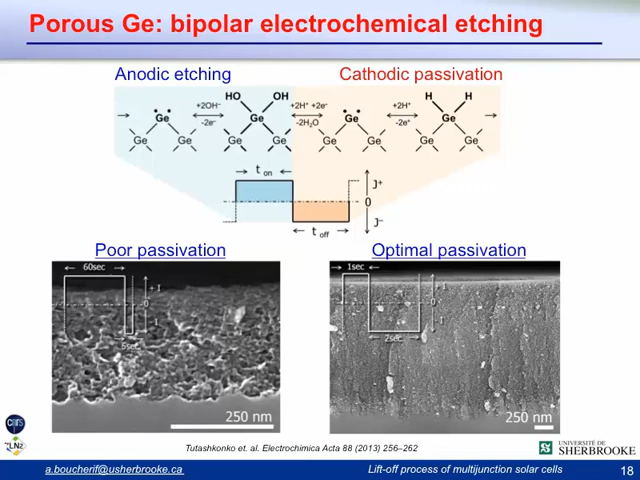 Porous Ge: bipolar electrochemical etching
Anodic etching
Cathodic passivation
HO OH H H
+2OH⁻ +2H⁺ +2e⁻ +2H⁺
Ge Ge Ge Ge
-2e⁻ -2H₂O -2e⁺
Ge Ge Ge Ge Ge Ge Ge Ge
t on
J⁺
0
J⁻
t off
Poor passivation
Optimal passivation
60sec
+ I
0
- I
5sec
250 nm
1sec
+ I
0
- I
2sec
250 nm
cnrs
LN2
Tutashkonko et. al. Electrochimica Acta 88 (2013) 256–262
UNIVERSITÉ DE
SHERBROOKE
a.boucherif@usherbrooke.ca
Lift-off process of multijunction solar cells
18